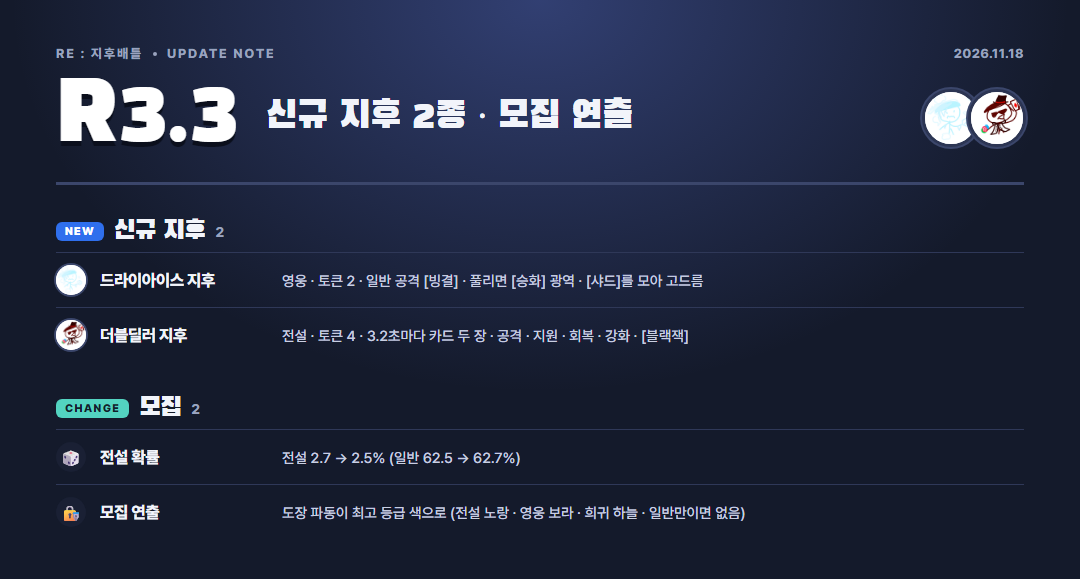 RE : 지후배틀 • UPDATE NOTE
2026.11.18
R3.3 신규 지후 2종 · 모집 연출
NEW 신규 지후 2
드라이아이스 지후 영웅 · 토큰 2 · 일반 공격 [빙결] · 풀리면 [승화] 광역 · [샤드]를 모아 고드름
더블딜러 지후 전설 · 토큰 4 · 3.2초마다 카드 두 장 · 공격 · 지원 · 회복 · 강화 · [블랙잭]
CHANGE 모집 2
전설 확률 전설 2.7 → 2.5% (일반 62.5 → 62.7%)
모집 연출 도장 파동이 최고 등급 색으로 (전설 노랑 · 영웅 보라 · 희귀 하늘 · 일반만이면 없음)